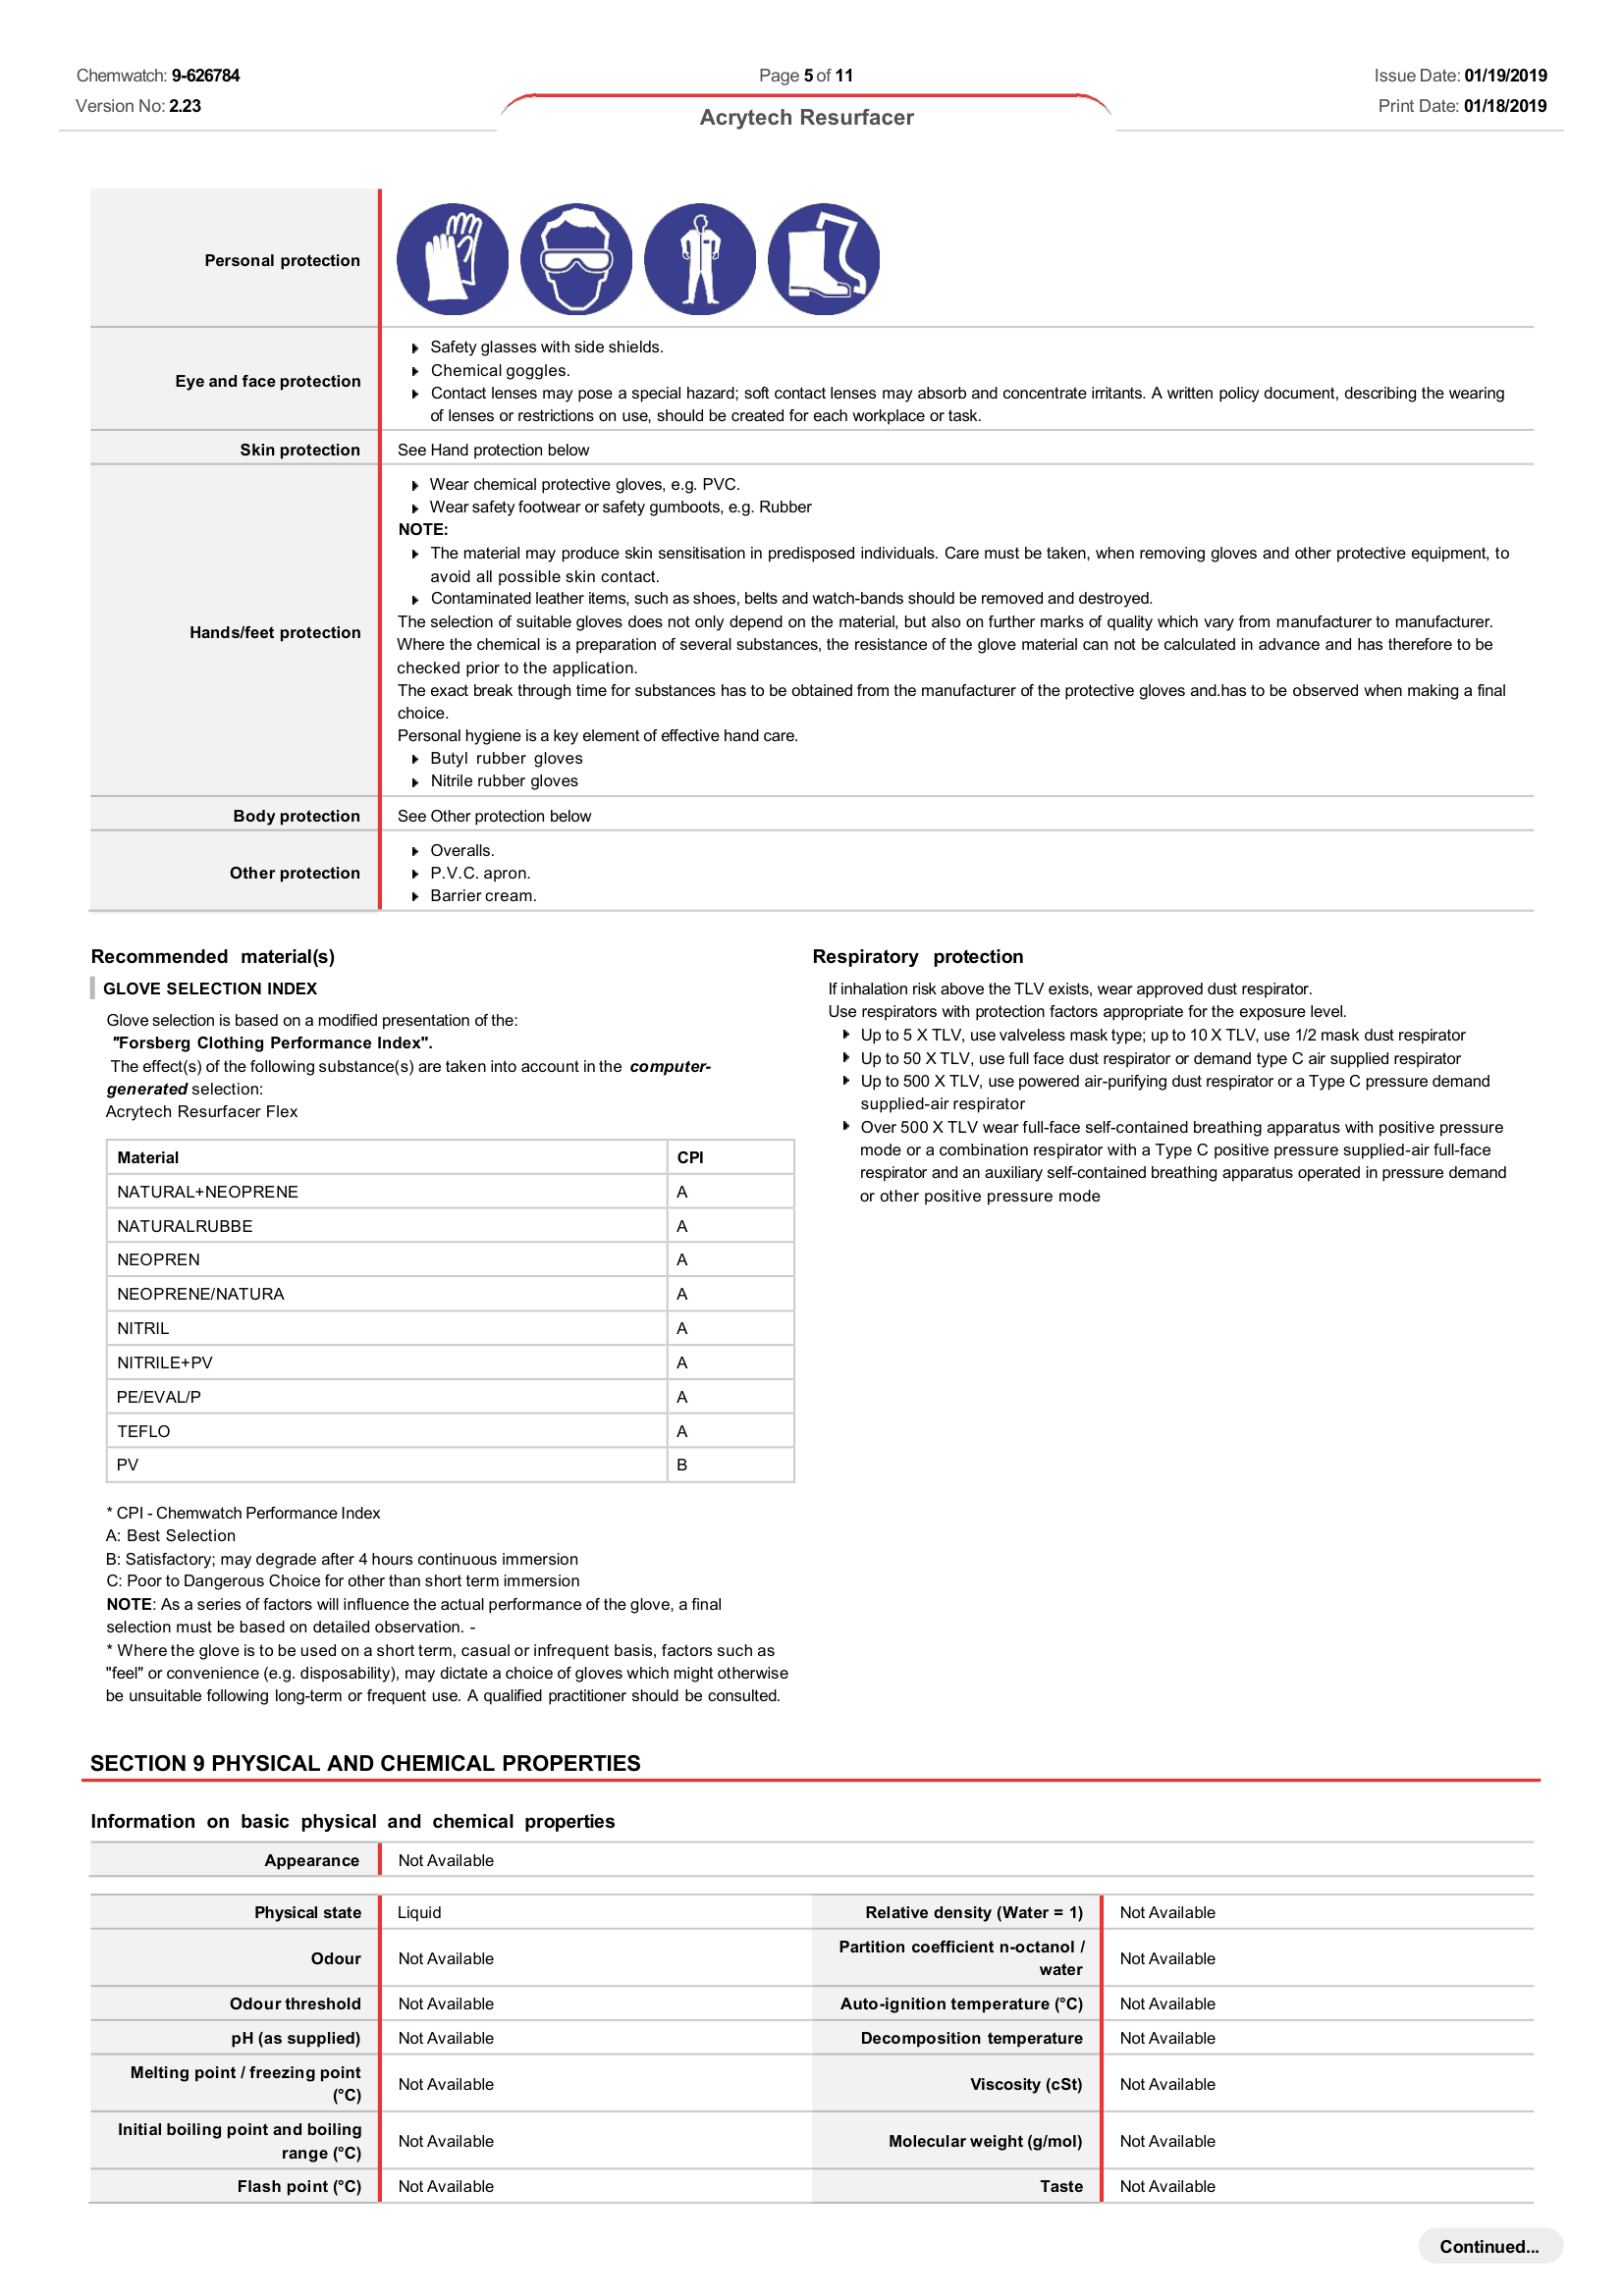 Chemwatch: 9-626784
Page 5 of 11
Issue Date: 01/19/2019
Version No: 2.23
Acrytech Resurfacer
Print Date: 01/18/2019
Personal protection
Eye and face protection
Safety glasses with side shields.
Chemical goggles.
Contact lenses may pose a special hazard; soft contact lenses may absorb and concentrate irritants. A written policy document, describing the wearing
of lenses or restrictions on use, should be created for each workplace or task.
Skin protection
See Hand protection below
Hands/feet protection
Wear chemical protective gloves, e.g. PVC.
Wear safety footwear or safety gumboots, e.g. Rubber
NOTE:
The material may produce skin sensitisation in predisposed individuals. Care must be taken, when removing gloves and other protective equipment, to
avoid all possible skin contact.
Contaminated leather items, such as shoes, belts and watch-bands should be removed and destroyed.
The selection of suitable gloves does not only depend on the material, but also on further marks of quality which vary from manufacturer to manufacturer.
Where the chemical is a preparation of several substances, the resistance of the glove material can not be calculated in advance and has therefore to be
checked prior to the application.
The exact break through time for substances has to be obtained from the manufacturer of the protective gloves and.has to be observed when making a final
choice.
Personal hygiene is a key element of effective hand care.
Butyl rubber gloves
Nitrile rubber gloves
Body protection
See Other protection below
Other protection
Overalls.
P.V.C. apron.
Barrier cream.
Recommended material(s)
GLOVE SELECTION INDEX
Glove selection is based on a modified presentation of the:
"Forsberg Clothing Performance Index".
The effect(s) of the following substance(s) are taken into account in the computer-
generated selection:
Acrytech Resurfacer Flex
Material CPI
NATURAL+NEOPRENE A
NATURALRUBBE A
NEOPREN A
NEOPRENE/NATURA A
NITRIL A
NITRILE+PV A
PE/EVAL/P A
TEFLO A
PV B
* CPI - Chemwatch Performance Index
A: Best Selection
B: Satisfactory; may degrade after 4 hours continuous immersion
C: Poor to Dangerous Choice for other than short term immersion
NOTE: As a series of factors will influence the actual performance of the glove, a final
selection must be based on detailed observation. -
* Where the glove is to be used on a short term, casual or infrequent basis, factors such as
"feel" or convenience (e.g. disposability), may dictate a choice of gloves which might otherwise
be unsuitable following long-term or frequent use. A qualified practitioner should be consulted.
Respiratory protection
If inhalation risk above the TLV exists, wear approved dust respirator.
Use respirators with protection factors appropriate for the exposure level.
Up to 5 X TLV, use valveless mask type; up to 10 X TLV, use 1/2 mask dust respirator
Up to 50 X TLV, use full face dust respirator or demand type C air supplied respirator
Up to 500 X TLV, use powered air-purifying dust respirator or a Type C pressure demand
supplied-air respirator
Over 500 X TLV wear full-face self-contained breathing apparatus with positive pressure
mode or a combination respirator with a Type C positive pressure supplied-air full-face
respirator and an auxiliary self-contained breathing apparatus operated in pressure demand
or other positive pressure mode
SECTION 9 PHYSICAL AND CHEMICAL PROPERTIES
Information on basic physical and chemical properties
Appearance Not Available
Physical state Liquid Relative density (Water = 1) Not Available
Odour Not Available Partition coefficient n-octanol /
water Not Available
Odour threshold Not Available Auto-ignition temperature (°C) Not Available
pH (as supplied) Not Available Decomposition temperature Not Available
Melting point / freezing point
(°C) Not Available Viscosity (cSt) Not Available
Initial boiling point and boiling
range (°C) Not Available Molecular weight (g/mol) Not Available
Flash point (°C) Not Available Taste Not Available
Continued...